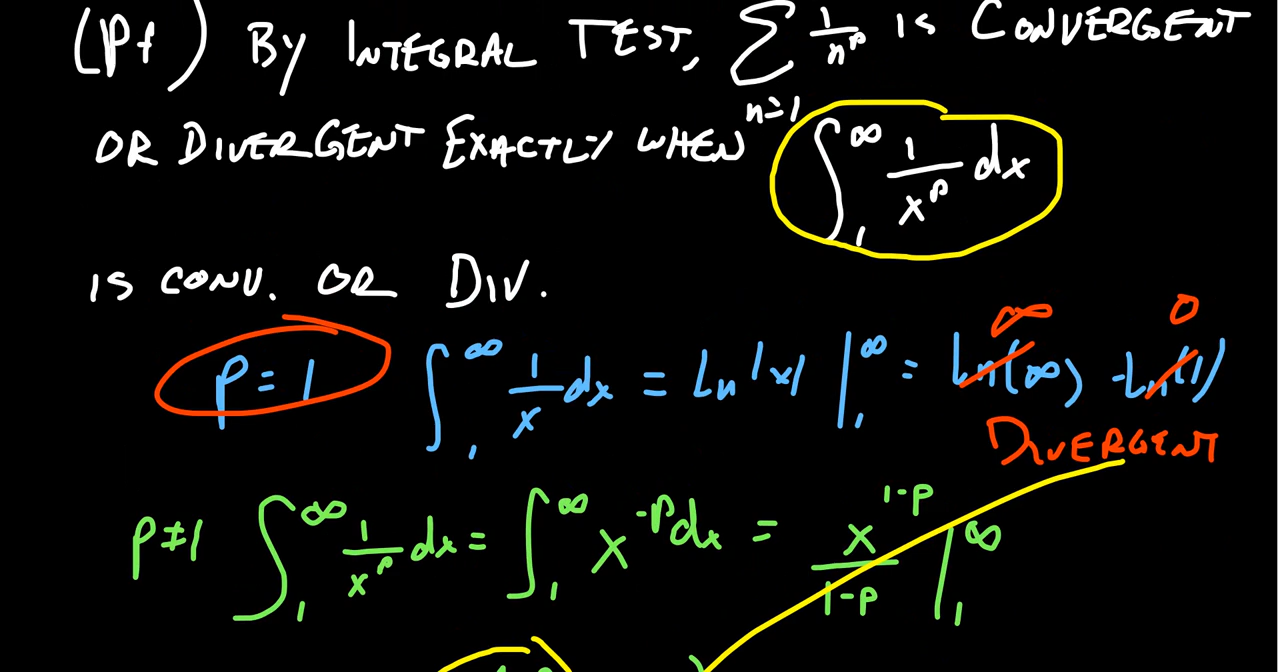 (Pf) BY INTEGRAL TEST, ∑ 1/n^p IS CONVERGENT
n=1
OR DIVERGENT EXACTLY WHEN ∫_1^∞ 1/x^p dx
IS CONV. OR DIV.
∞ 0
P = 1 ∫_1^∞ 1/x dx = Ln|x| |_1^∞ = Ln(∞) - Ln(1)
DIVERGENT
P≠1 ∫_1^∞ 1/x^p dx = ∫_1^∞ x^-p dx = x^(1-p)/(1-p) |_1^∞